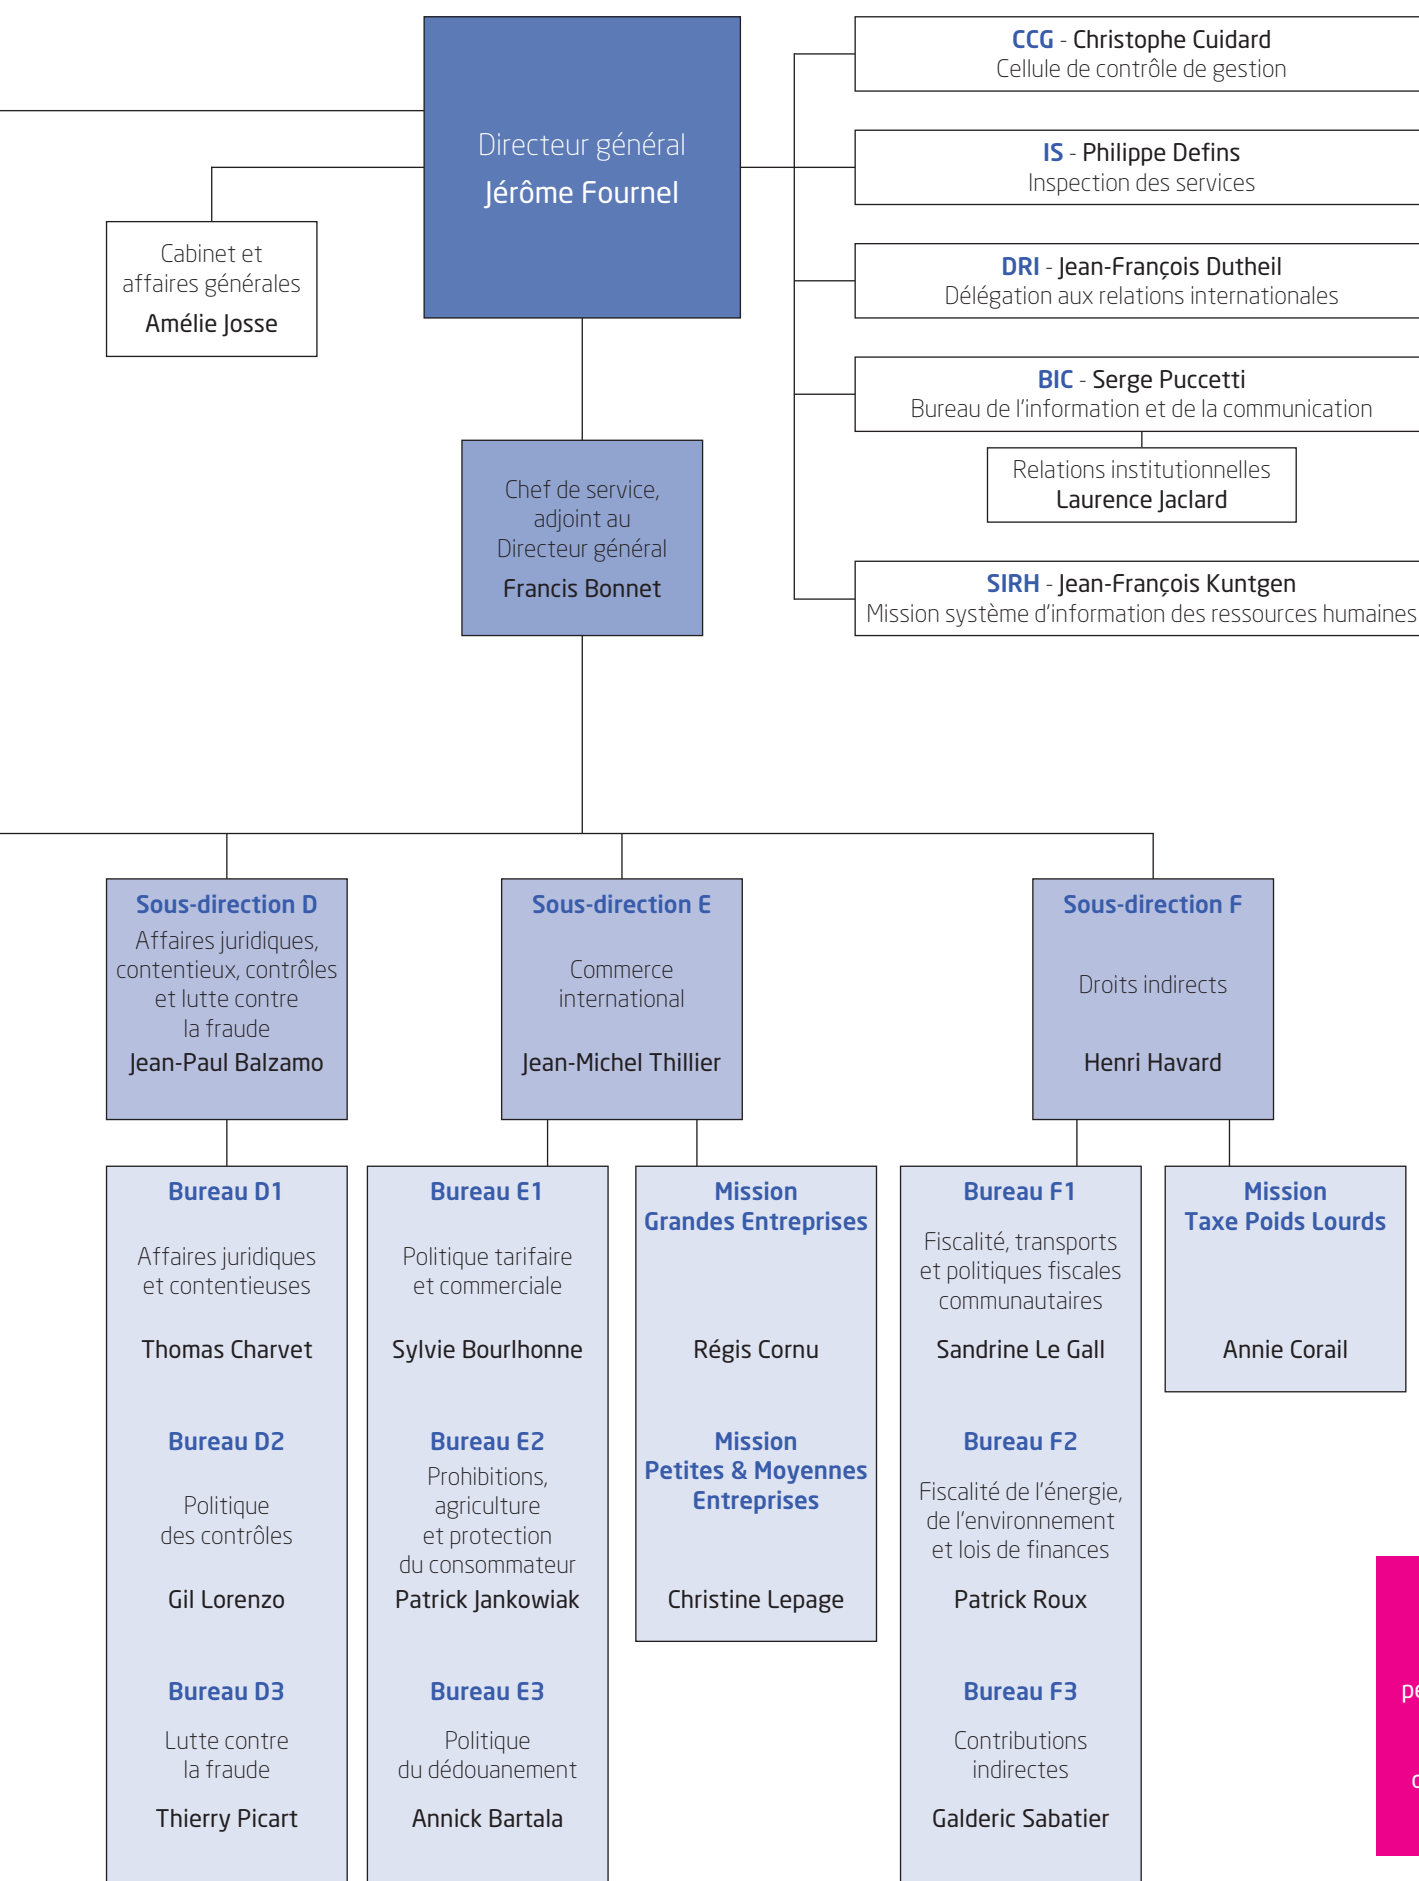 Directeur général
Jérôme Fournel
Cabinet et
affaires générales
Amélie Josse
CCG - Christophe Cuidard
Cellule de contrôle de gestion
IS - Philippe Defins
Inspection des services
DRI - Jean-François Dutheil
Délégation aux relations internationales
BIC - Serge Puccetti
Bureau de l'information et de la communication
Relations institutionnelles
Laurence Jaclard
SIRH - Jean-François Kuntgen
Mission système d'information des ressources humaines
Chef de service,
adjoint au
Directeur général
Francis Bonnet
Sous-direction D
Affaires juridiques,
contentieux, contrôles
et lutte contre
la fraude
Jean-Paul Balzamo
Sous-direction E
Commerce
international
Jean-Michel Thillier
Sous-direction F
Droits indirects
Henri Havard
Bureau D1
Affaires juridiques
et contentieuses
Thomas Charvet
Bureau D2
Politique
des contrôles
Gil Lorenzo
Bureau D3
Lutte contre
la fraude
Thierry Picart
Bureau E1
Politique tarifaire
et commerciale
Sylvie Bourlhonne
Bureau E2
Prohibitions,
agriculture
et protection
du consommateur
Patrick Jankowiak
Bureau E3
Politique
du dédouanement
Annick Bartala
Mission
Grandes Entreprises
Régis Cornu
Mission
Petites & Moyennes
Entreprises
Christine Lepage
Bureau F1
Fiscalité, transports
et politiques fiscales
communautaires
Sandrine Le Gall
Bureau F2
Fiscalité de l'énergie,
de l'environnement
et lois de finances
Patrick Roux
Bureau F3
Contributions
indirectes
Galderic Sabatier
Mission
Taxe Poids Lourds
Annie Corail